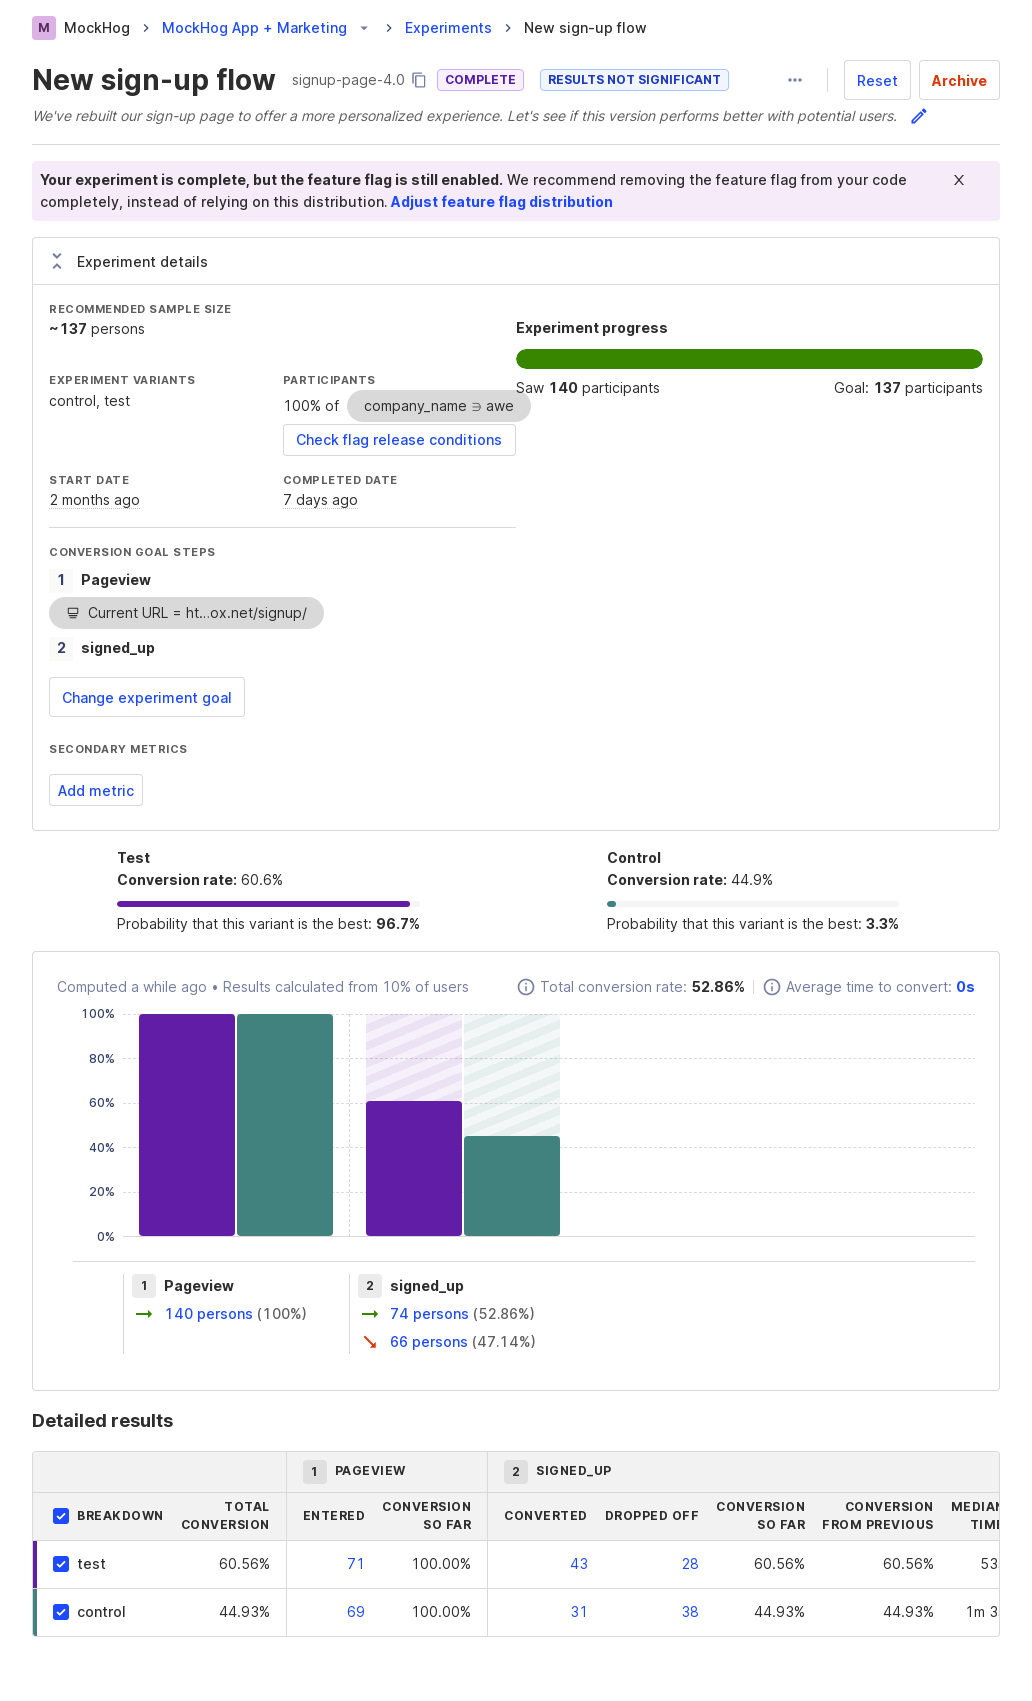 M MockHog > MockHog App + Marketing > Experiments > New sign-up flow
New sign-up flow signup-page-4.0 COMPLETE RESULTS NOT SIGNIFICANT ••• Reset Archive
We've rebuilt our sign-up page to offer a more personalized experience. Let's see if this version performs better with potential users.
Your experiment is complete, but the feature flag is still enabled. We recommend removing the feature flag from your code
completely, instead of relying on this distribution. Adjust feature flag distribution
Experiment details
RECOMMENDED SAMPLE SIZE
~137 persons
Experiment progress
Saw 140 participants Goal: 137 participants
EXPERIMENT VARIANTS
control, test
PARTICIPANTS
100% of company_name ∋ awe
Check flag release conditions
START DATE
2 months ago
COMPLETED DATE
7 days ago
CONVERSION GOAL STEPS
1 Pageview
Current URL = ht...ox.net/signup/
2 signed_up
Change experiment goal
SECONDARY METRICS
Add metric
Test
Conversion rate: 60.6%
Probability that this variant is the best: 96.7%
Control
Conversion rate: 44.9%
Probability that this variant is the best: 3.3%
Computed a while ago • Results calculated from 10% of users Total conversion rate: 52.86% Average time to convert: 0s
100%
80%
60%
40%
20%
0%
1 Pageview
140 persons (100%)
2 signed_up
74 persons (52.86%)
66 persons (47.14%)
Detailed results
1 PAGEVIEW 2 SIGNED_UP
BREAKDOWN TOTAL CONVERSION ENTERED CONVERSION SO FAR CONVERTED DROPPED OFF CONVERSION SO FAR CONVERSION FROM PREVIOUS MEDIAN TIM
test 60.56% 71 100.00% 43 28 60.56% 60.56% 53
control 44.93% 69 100.00% 31 38 44.93% 44.93% 1m 3